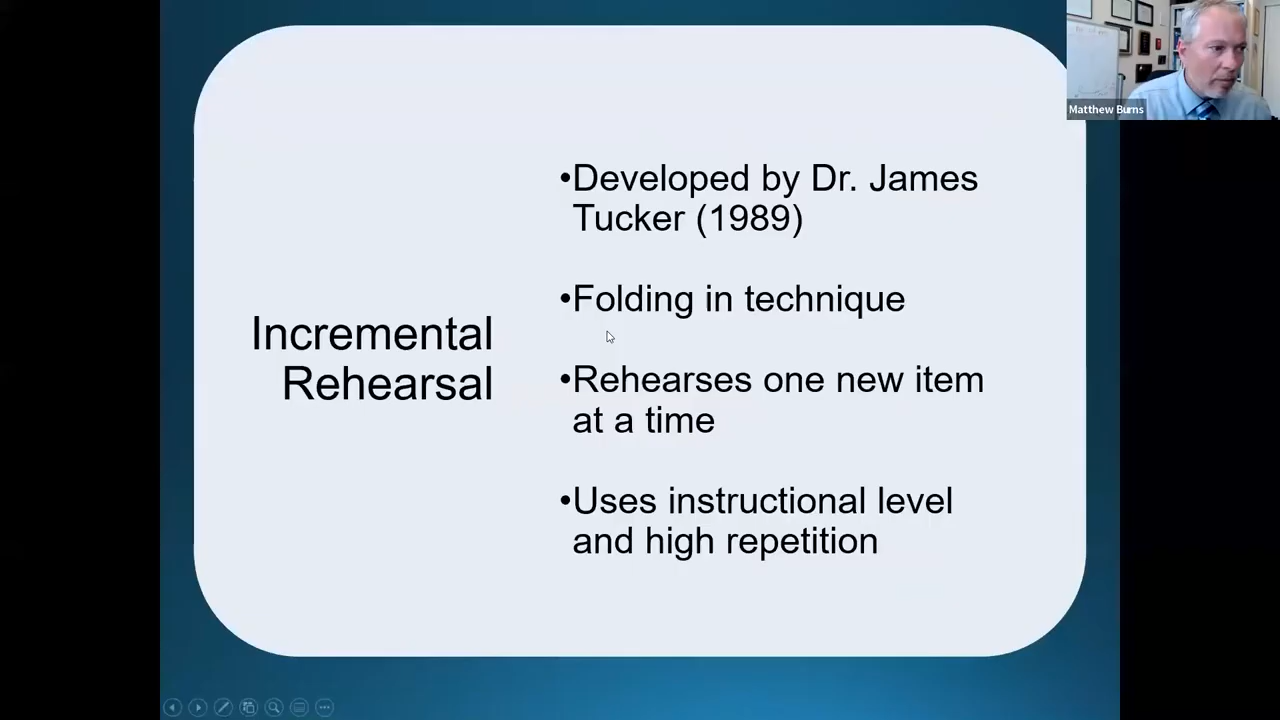 Matthew Burns
Incremental
Rehearsal
•Developed by Dr. James
Tucker (1989)
•Folding in technique
•Rehearses one new item
at a time
•Uses instructional level
and high repetition